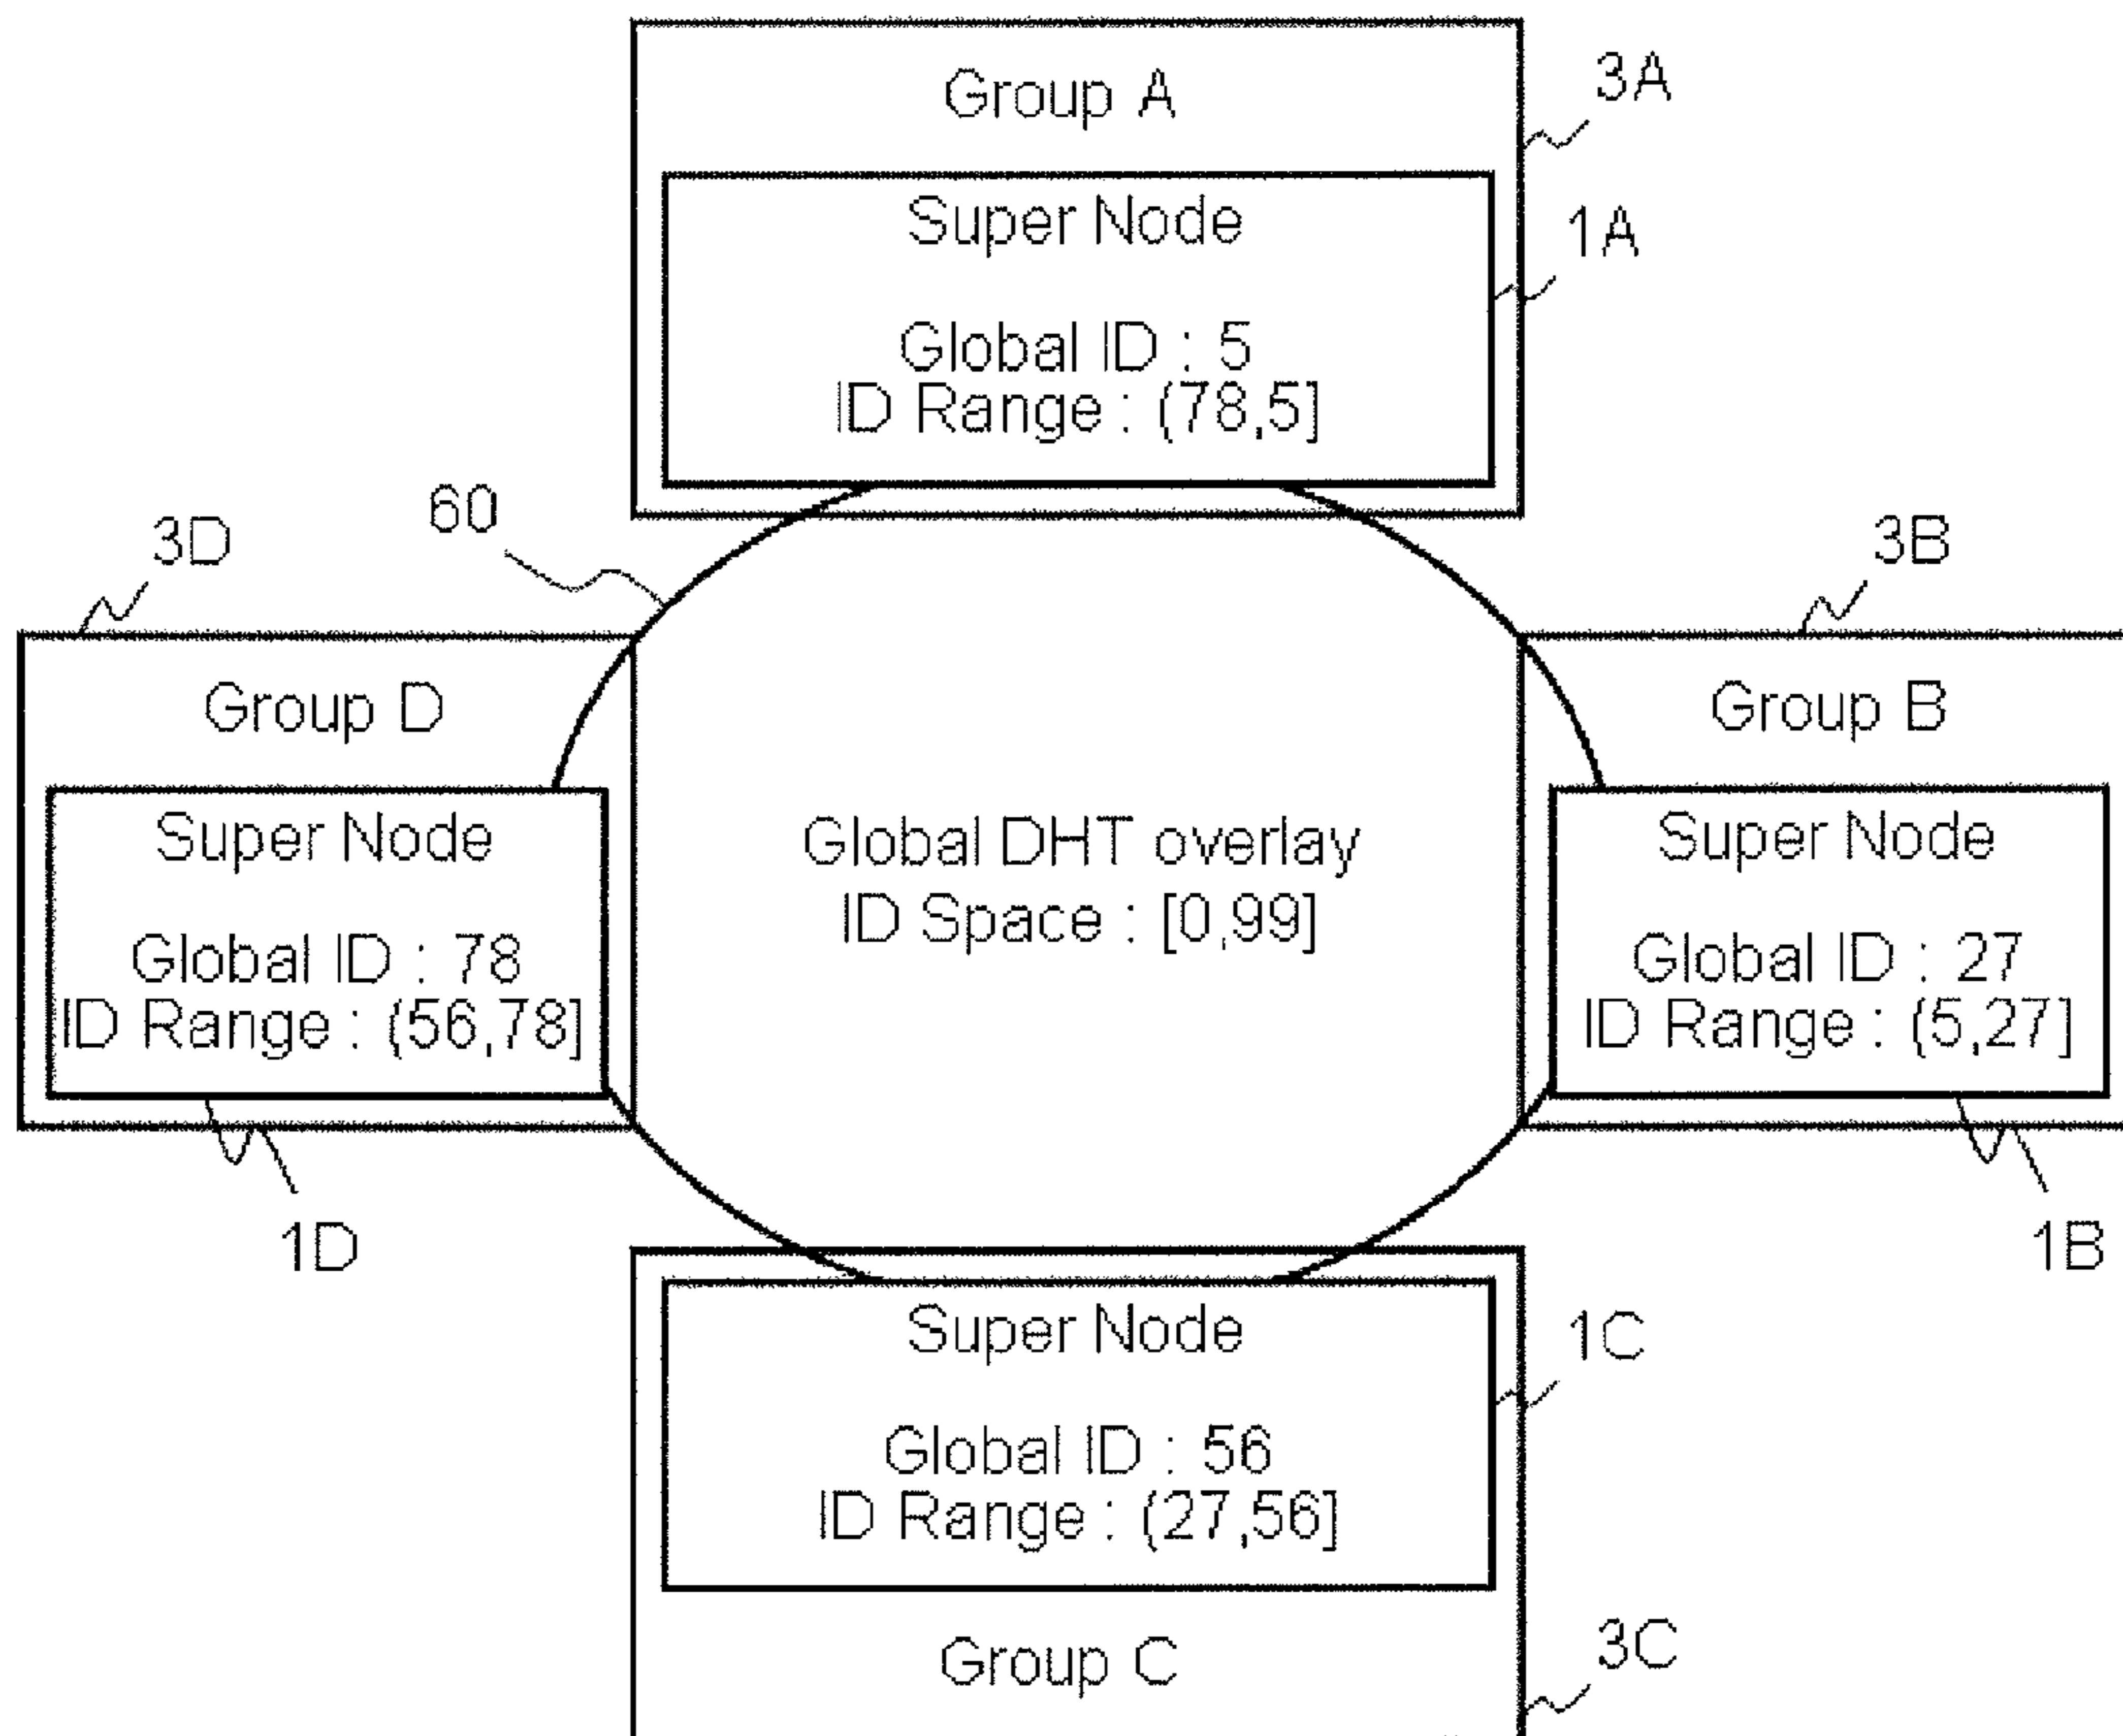 Group A
3A
Super Node
1A
Global ID : 5
ID Range : (78,5]
60
3D
3B
Group D
Group B
Super Node
Global ID : 78
ID Range : (56,78]
Global DHT overlay
ID Space : [0,99]
Super Node
Global ID : 27
ID Range : (5,27]
1D
1B
Super Node
1C
Global ID : 56
ID Range : (27,56]
Group C
3C